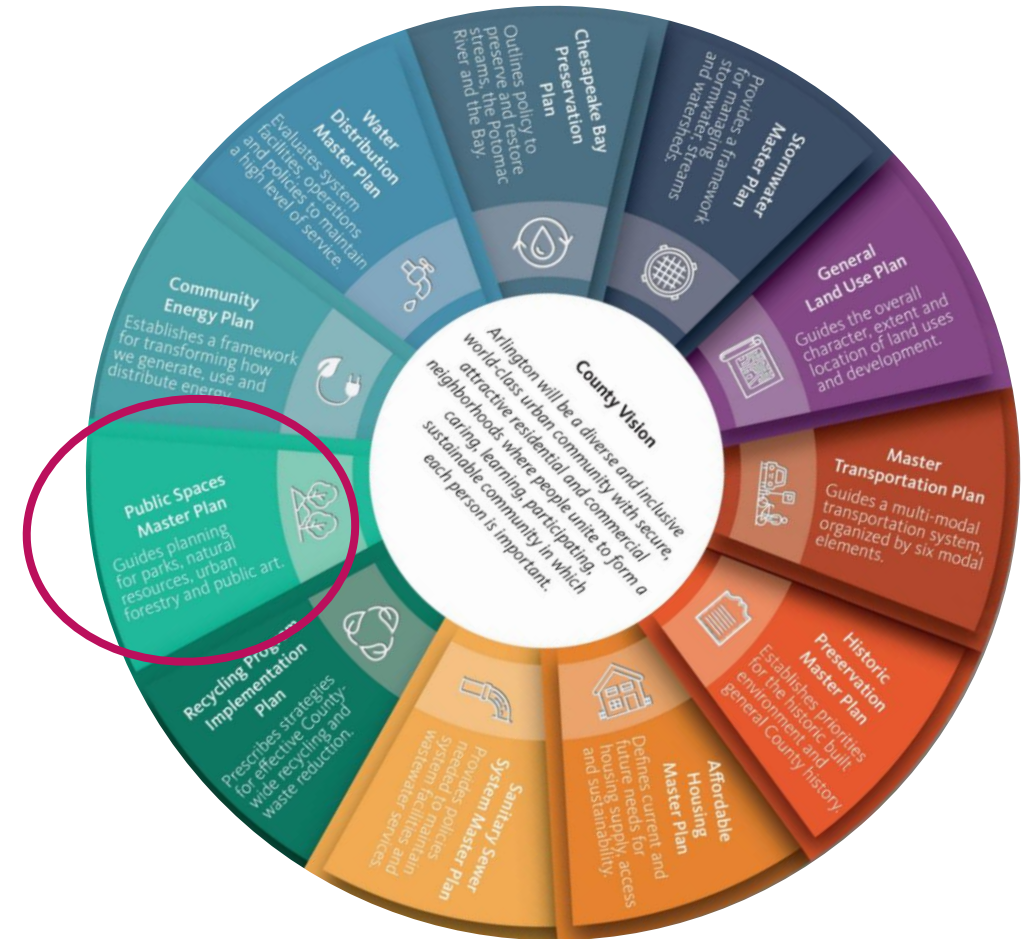 County Vision
Arlington will be a diverse and inclusive
world-class urban community with secure,
attractive residential and commercial
neighborhoods where people unite to form a
caring, learning, participating,
sustainable community in which
each person is important.
Chesapeake Bay
Preservation
Plan
Outlines policy to
preserve and restore
streams, the Potomac
River and the Bay.
Stormwater
Master Plan
Provides a framework
for managing
stormwater, streams
and watersheds.
General
Land Use Plan
Guides the overall
character, extent and
location of land uses
and development.
Master
Transportation Plan
Guides a multi-modal
transportation system,
organized by six modal
elements.
Historic
Preservation
Master Plan
Establishes priorities
for the historic built
environment and
general County history.
Affordable
Housing
Master Plan
Defines current and
future needs for
housing supply, access
and sustainability.
Sanitary Sewer
System Master Plan
Provides policies
needed to maintain
system facilities and
wastewater services.
Recycling Program
Implementation
Plan
Prescribes strategies
for effective County-
wide recycling and
waste reduction.
Public Spaces
Master Plan
Guides planning
for parks, natural
resources, urban
forestry and public art.
Community
Energy Plan
Establishes a framework
for transforming how
we generate, use and
distribute energy.
Water
Distribution
Master Plan
Evaluates system
facilities, operations
and policies to maintain
a high level of service.